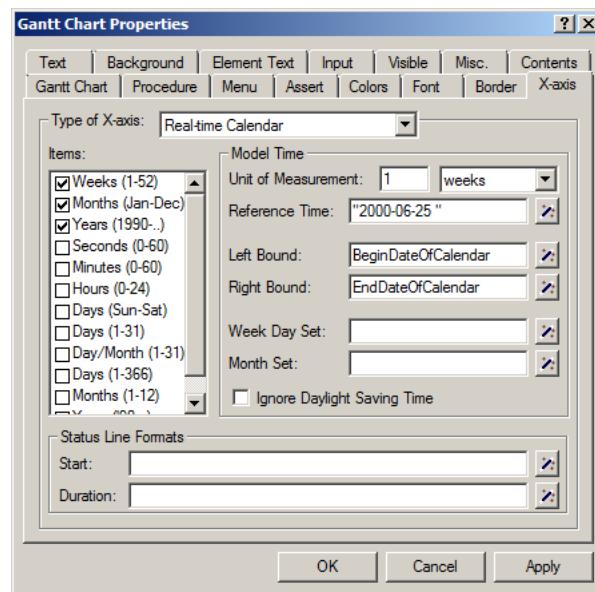 Gantt Chart Properties
Text Background Element Text Input Visible Misc. Contents
Gantt Chart Procedure Menu Assert Colors Font Border X-axis
Type of X-axis: Real-time Calendar
Items:
Weeks (1-52)
Months (Jan-Dec)
Years (1990-..)
Seconds (0-60)
Minutes (0-60)
Hours (0-24)
Days (Sun-Sat)
Days (1-31)
Day/Month (1-31)
Days (1-366)
Months (1-12)
Model Time
Unit of Measurement: 1 weeks
Reference Time: "2000-06-25 "
Left Bound: BeginDateOfCalendar
Right Bound: EndDateOfCalendar
Week Day Set:
Month Set:
Ignore Daylight Saving Time
Status Line Formats
Start:
Duration:
OK Cancel Apply